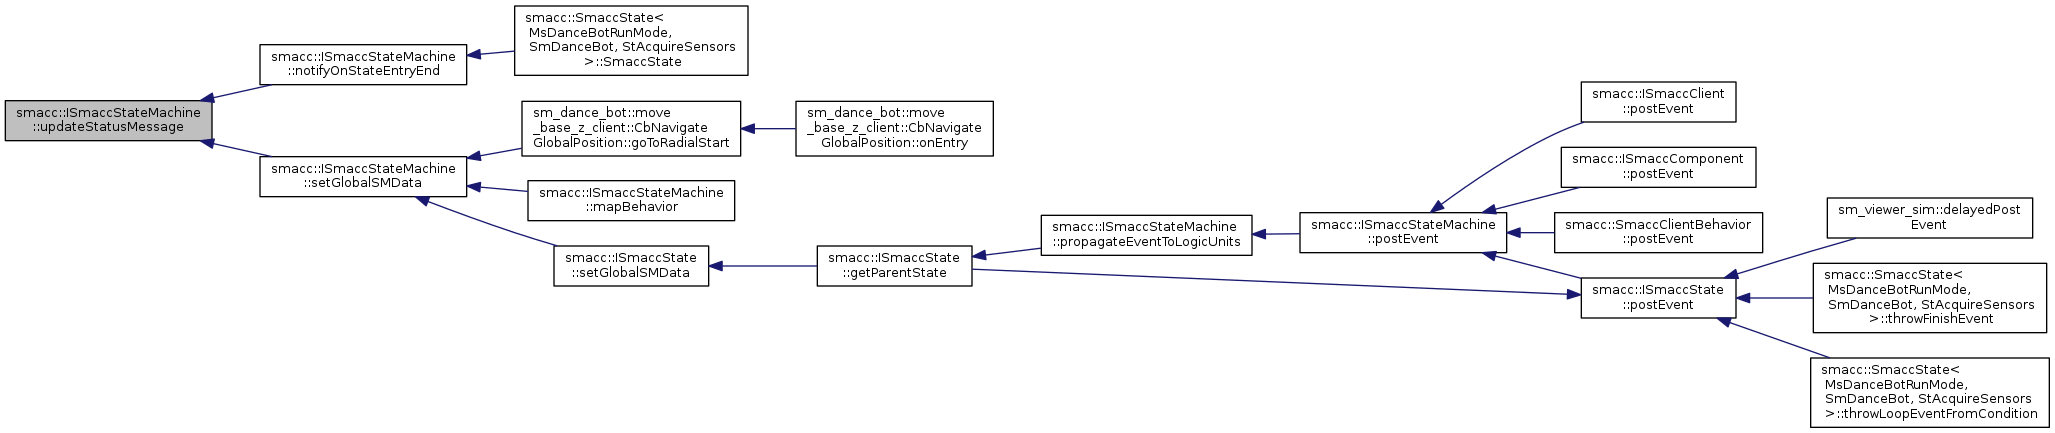 smacc::ISmaccStateMachine
::updateStatusMessage
smacc::ISmaccStateMachine
::notifyOnStateEntryEnd
smacc::SmaccState<
MsDanceBotRunMode,
SmDanceBot, StAcquireSensors
>::SmaccState
smacc::ISmaccStateMachine
::setGlobalSMData
sm_dance_bot::move
_base_z_client::CbNavigate
GlobalPosition::goToRadialStart
sm_dance_bot::move
_base_z_client::CbNavigate
GlobalPosition::onEntry
smacc::ISmaccStateMachine
::mapBehavior
smacc::ISmaccState
::setGlobalSMData
smacc::ISmaccState
::getParentState
smacc::ISmaccStateMachine
::propagateEventToLogicUnits
smacc::ISmaccStateMachine
::postEvent
smacc::ISmaccClient
::postEvent
smacc::ISmaccComponent
::postEvent
smacc::SmaccClientBehavior
::postEvent
smacc::ISmaccState
::postEvent
sm_viewer_sim::delayedPost
Event
smacc::SmaccState<
MsDanceBotRunMode,
SmDanceBot, StAcquireSensors
>::throwFinishEvent
smacc::SmaccState<
MsDanceBotRunMode,
SmDanceBot, StAcquireSensors
>::throwLoopEventFromCondition